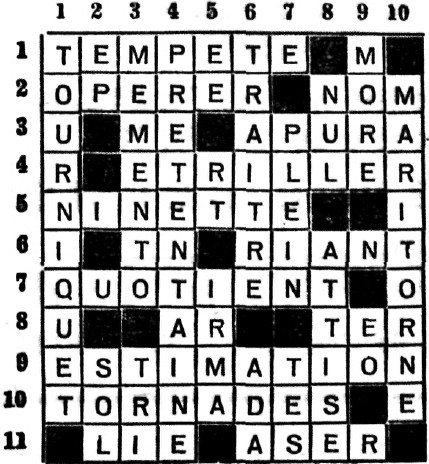 1 2 3 4 5 6 7 8 9 10
1 TEMPETE M
2 OPERER NOM
3 U ME APURA
4 R ETRILLER
5 NINETTE I
6 I TN RIANT
7 QUOTIENT O
8 U AR TER
9 ESTIMATION
10 TORNADES E
11 LIE ASER